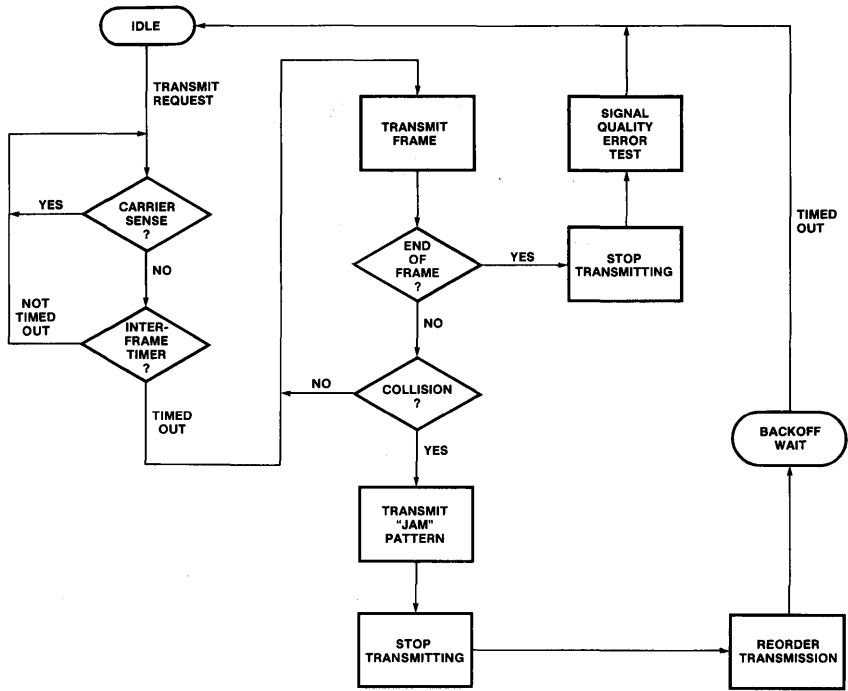 IDLE
TRANSMIT
REQUEST
CARRIER
SENSE
?
YES
NO
INTER-
FRAME
TIMER
?
NOT
TIMED
OUT
TIMED
OUT
TRANSMIT
FRAME
END
OF
FRAME
?
YES
NO
STOP
TRANSMITTING
SIGNAL
QUALITY
ERROR
TEST
COLLISION
?
NO
YES
TRANSMIT
"JAM"
PATTERN
STOP
TRANSMITTING
REORDER
TRANSMISSION
BACKOFF
WAIT
TIMED
OUT